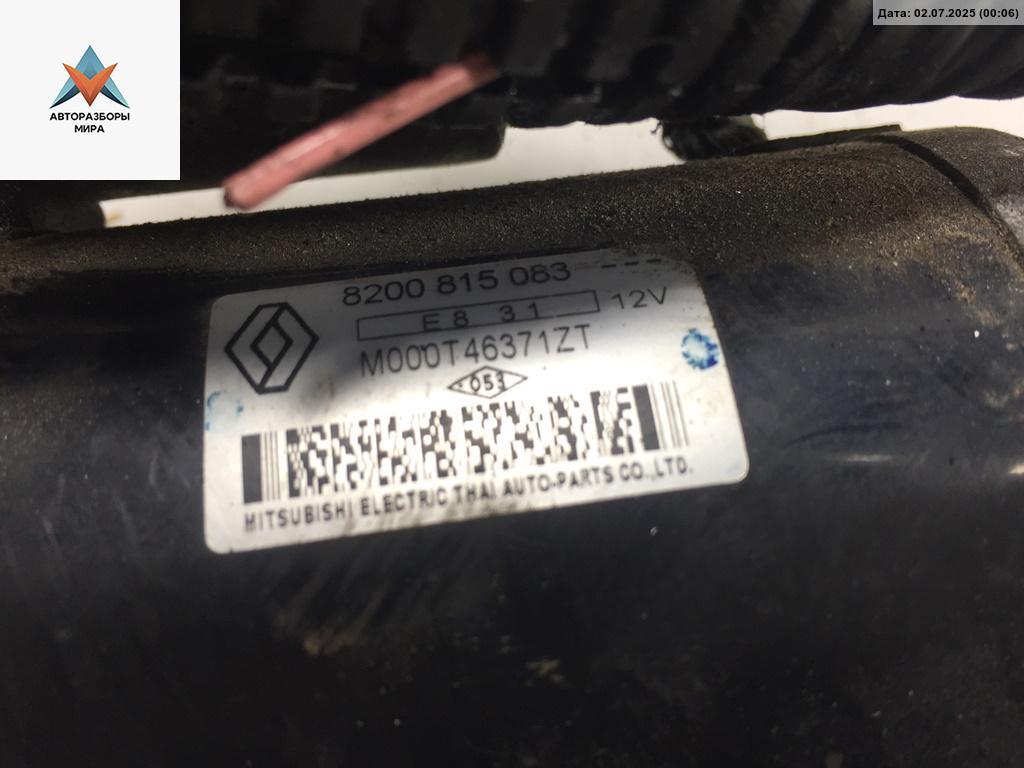 Дата: 02.07.2025 (00:06)
АВТОРАЗБОРЫ
МИРА
8200 815 083 ---
E8 31 12V
M000T46371ZT
053
MITSUBISHI ELECTRIC THAI AUTO-PARTS CO.,LTD.